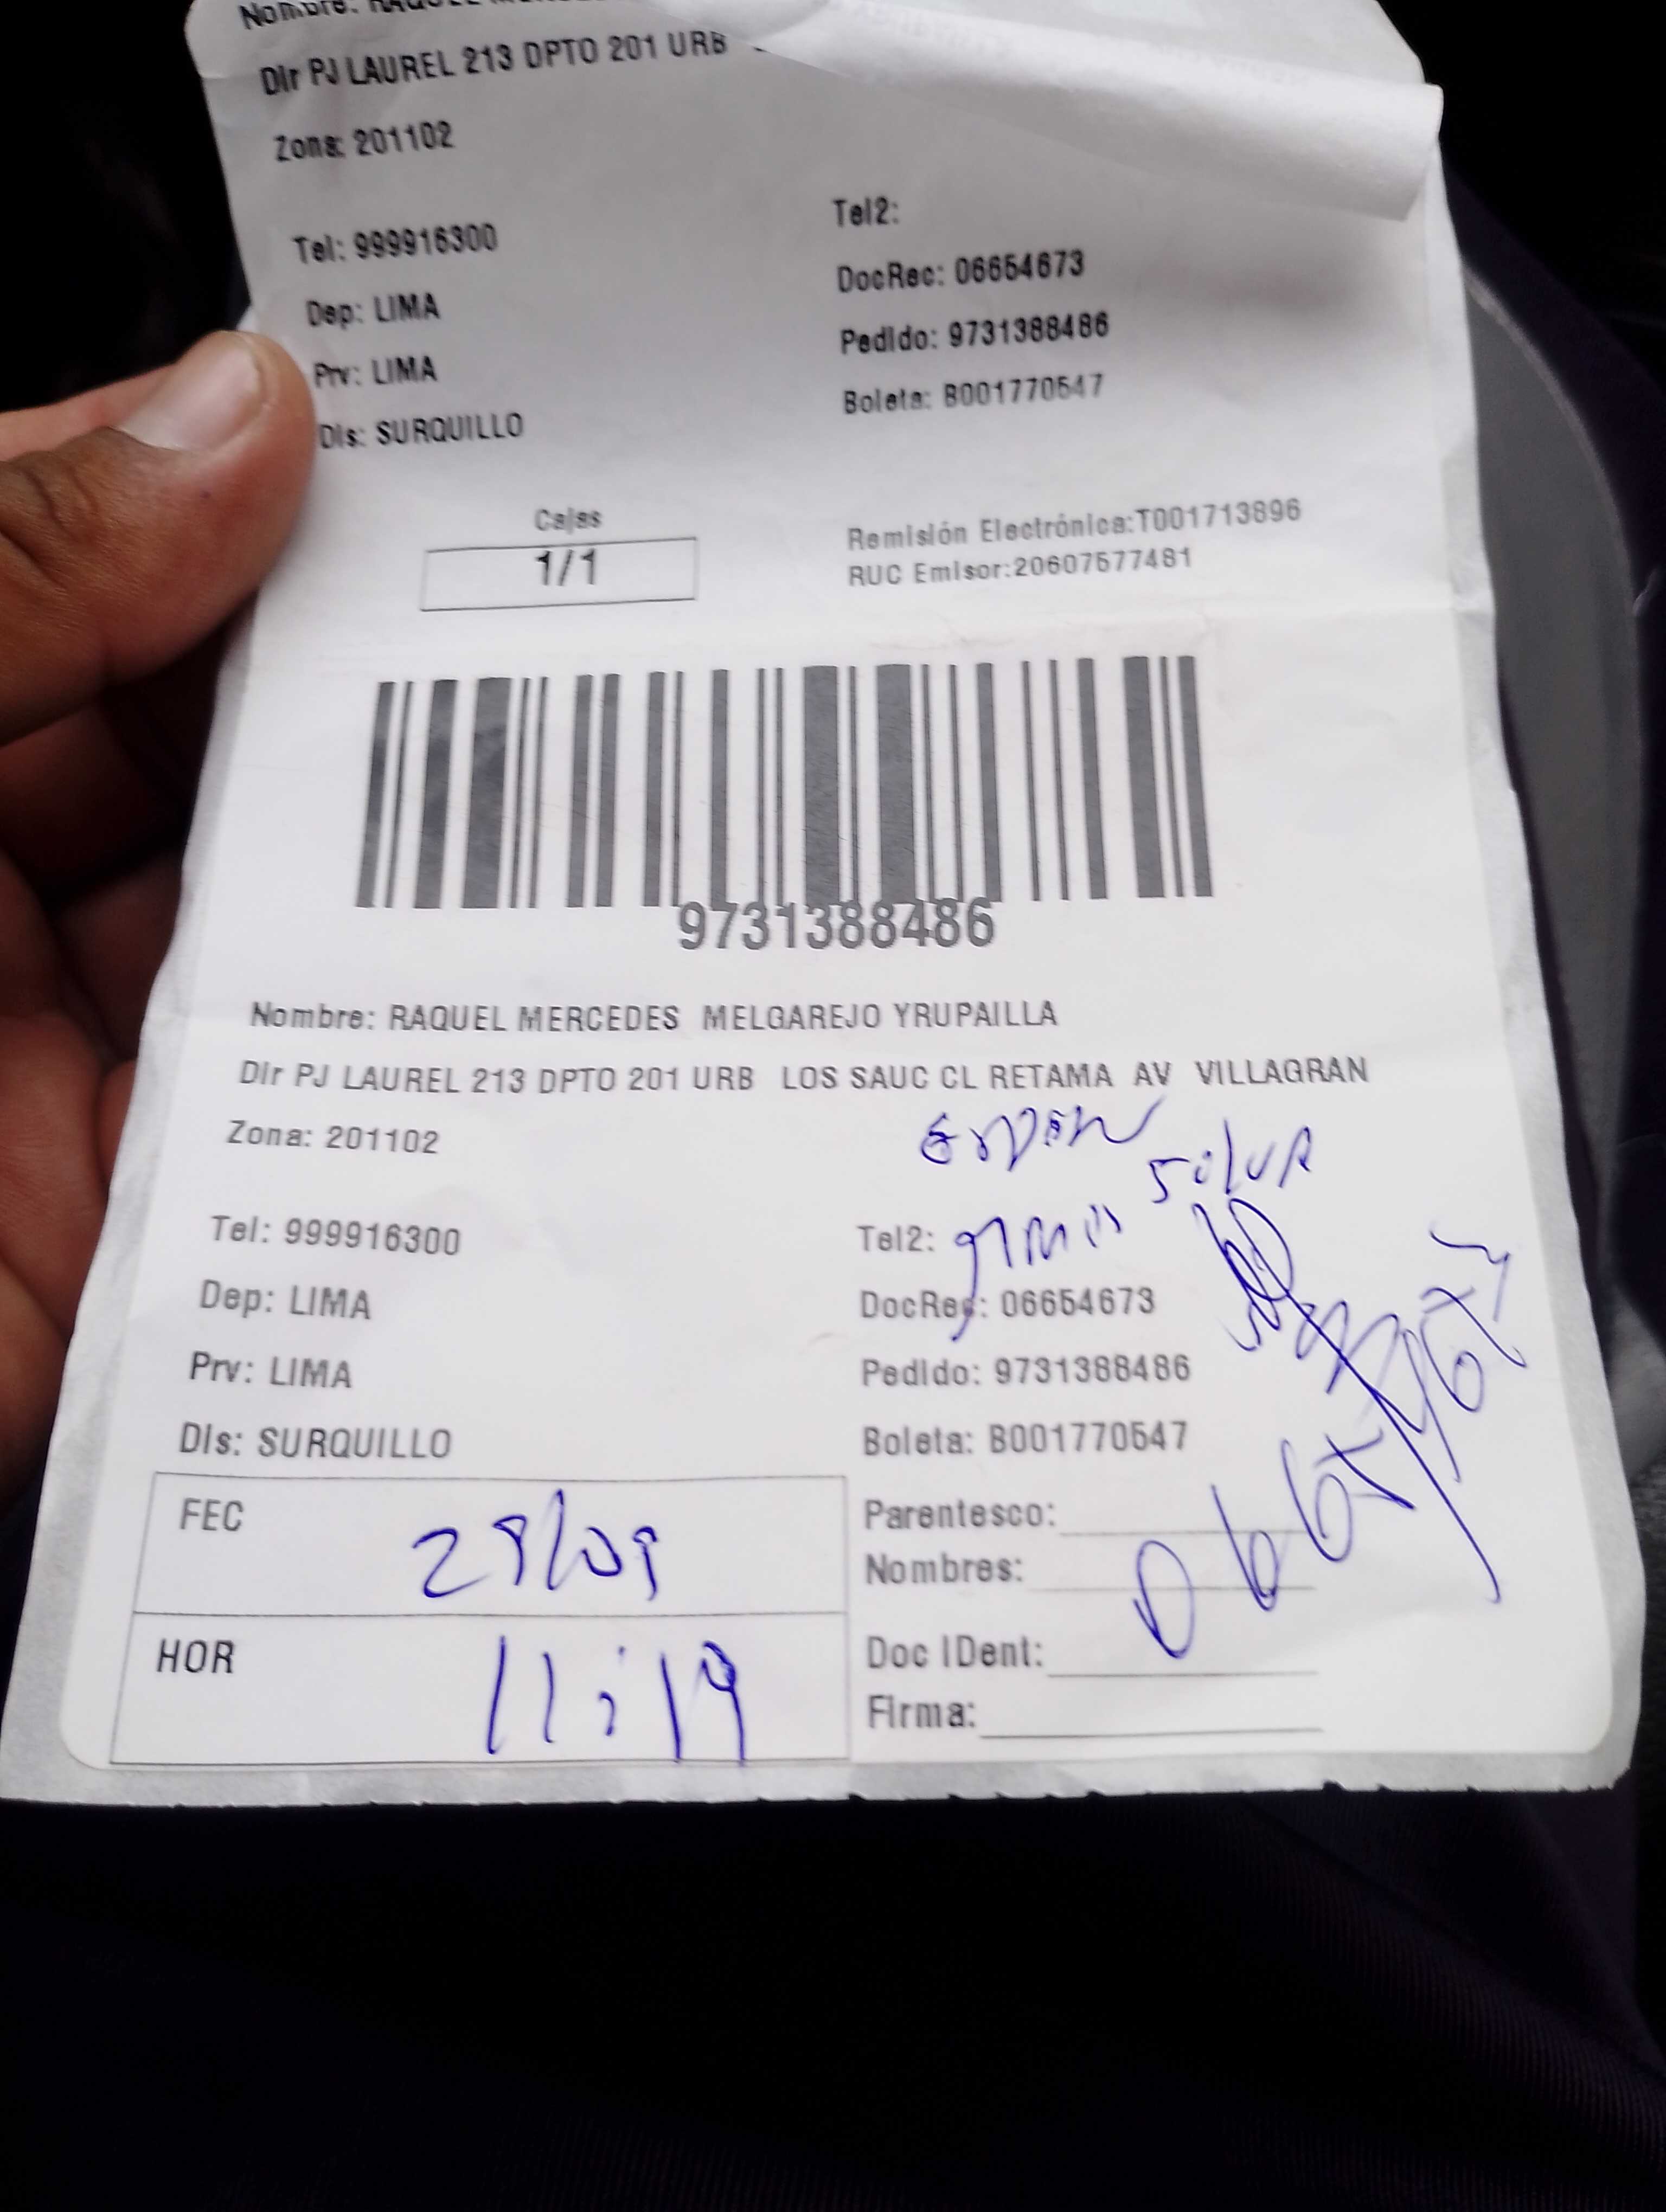 Nombre: RAQUEL
Dir PJ LAUREL 213 DPTO 201 URB
Zona: 201102
Tel: 999916300
Tel2:
Dep: LIMA
DocRec: 06654673
Prv: LIMA
Pedido: 9731388486
Dis: SURQUILLO
Boleta: B001770547
Cajas
1/1
Remisión Electrónica:T001713896
RUC Emisor:20607577481
9731388486
Nombre: RAQUEL MERCEDES MELGAREJO YRUPAILLA
Dir PJ LAUREL 213 DPTO 201 URB LOS SAUC CL RETAMA AV VILLAGRAN
Zona: 201102
Tel: 999916300
Tel2:
Dep: LIMA
DocRec: 06654673
Prv: LIMA
Pedido: 9731388486
Dis: SURQUILLO
Boleta: B001770547
FEC
Parentesco:
Nombres:
HOR 11:19
Doc IDent:
Firma: